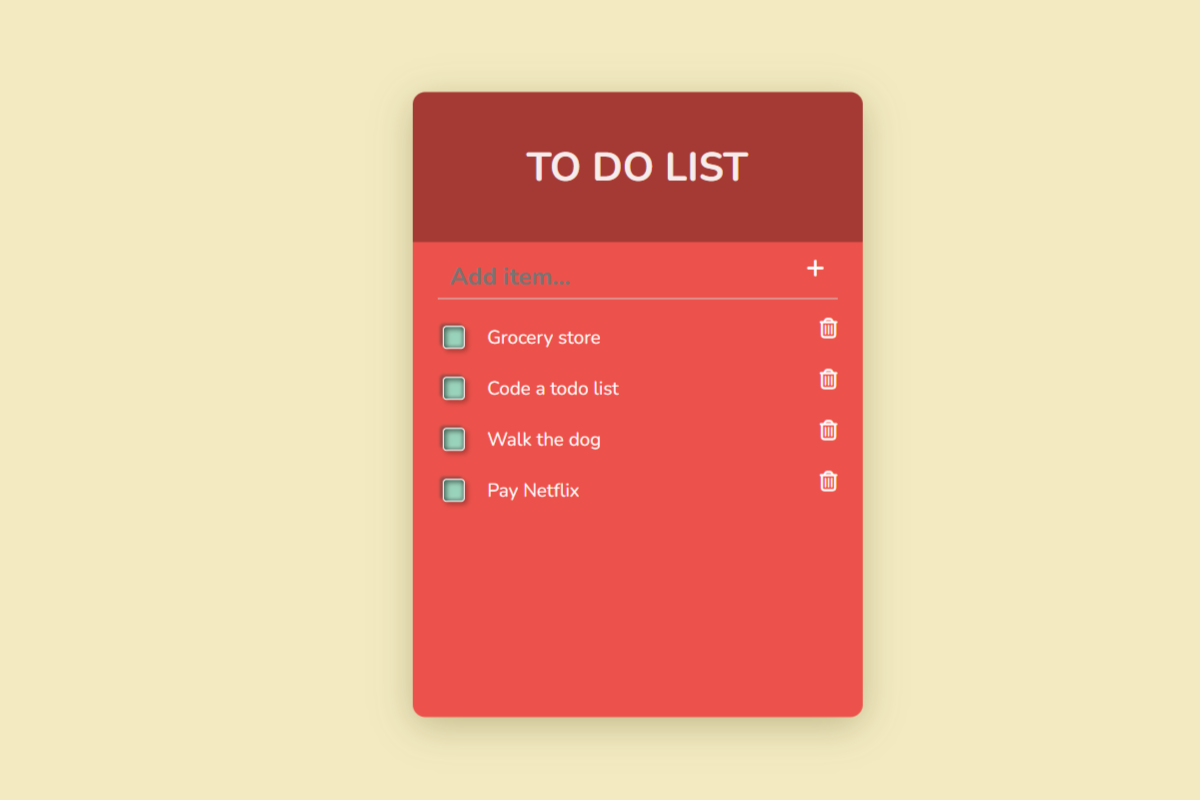 TO DO LIST
Add item...
Grocery store
Code a todo list
Walk the dog
Pay Netflix